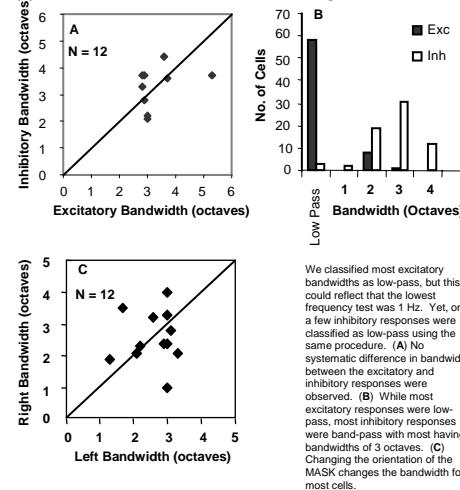 A
N = 12
6
5
4
3
2
1
0
0 1 2 3 4 5 6
Inhibitory Bandwidth (octaves)
Excitatory Bandwidth (octaves)
B
70
60
50
40
30
20
10
0
No. of Cells
Exc
Inh
Low Pass 1 2 3 4
Bandwidth (Octaves)
C
N = 12
5
4
3
2
1
0
0 1 2 3 4 5
Right Bandwidth (octaves)
Left Bandwidth (octaves)
We classified most excitatory
bandwidths as low-pass, but this
could reflect that the lowest
frequency test was 1 Hz. Yet,
a few inhibitory responses were
classified as low-pass using the
same procedure. (A) No
systematic difference in
between the excitatory and
inhibitory responses were
observed. (B) While most
excitatory responses were low-
pass, most inhibitory responses
were band-pass with most having
bandwidths of 3 octaves. (C)
Changing the orientation of the
MASK changes the bandwidth
most cells.